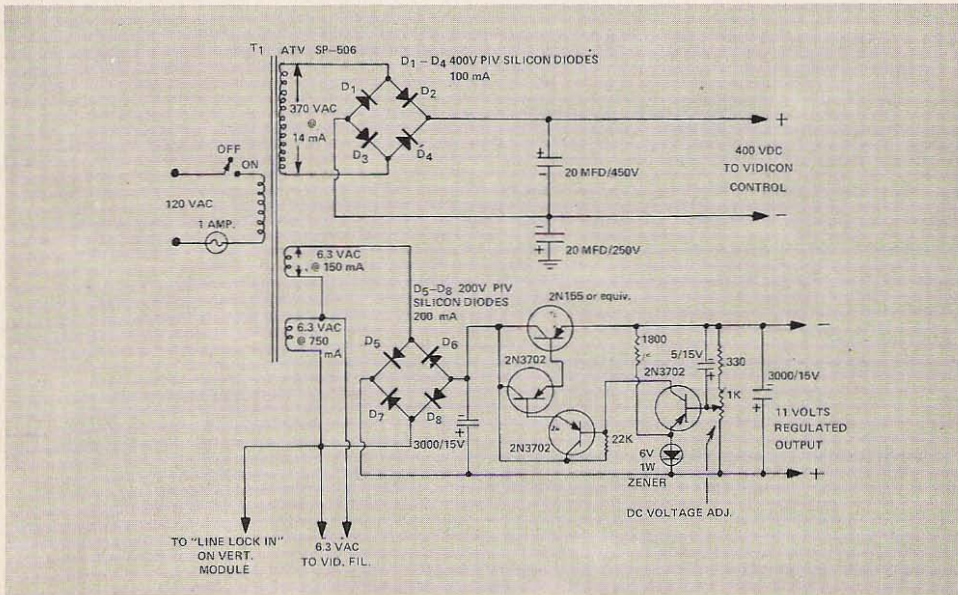 T1 ATV SP-506
D1 – D4 400V PIV SILICON DIODES
100 mA
D1
D2
D3
D4
370 VAC
@
14 mA
+
400 VDC
TO VIDICON
CONTROL
–
+
–
20 MFD/450V
–
+
20 MFD/250V
OFF
ON
120 VAC
1 AMP.
6.3 VAC
@ 150 mA
6.3 VAC
@ 750
mA
D5–D8 200V PIV
SILICON DIODES
200 mA
D5
D6
D7
D8
–
+
3000/15V
2N155 or equiv.
2N3702
2N3702
22K
1800
5/15V
–
+
2N3702
330
1K
–
+
3000/15V
–
11 VOLTS
REGULATED
OUTPUT
+
6V
1W
ZENER
DC VOLTAGE ADJ.
TO "LINE LOCK IN"
ON VERT.
MODULE
6.3 VAC
TO VID. FIL.